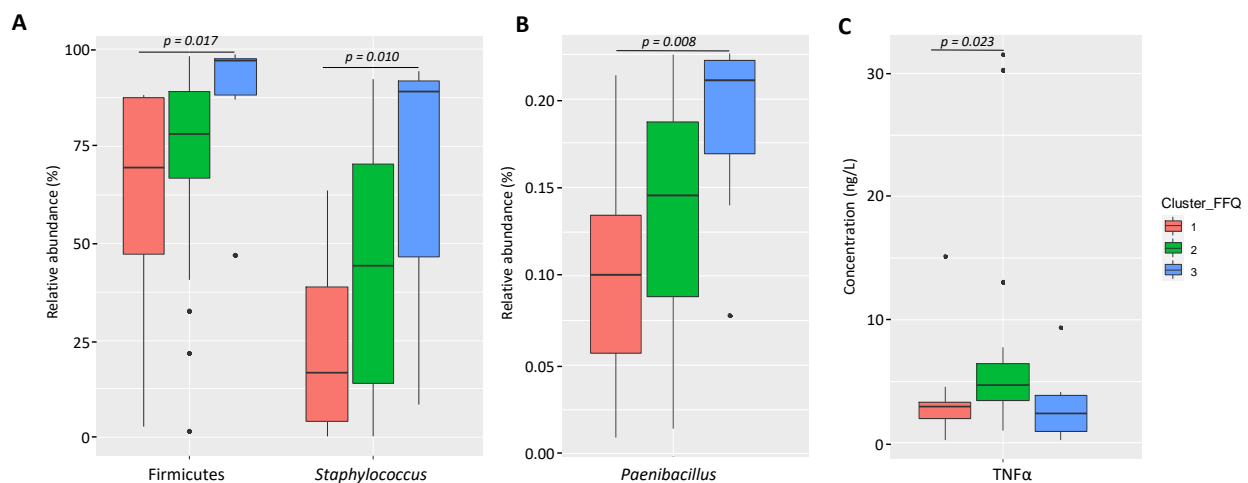 A
p = 0.017
p = 0.010
Relative abundance (%)
100
75
50
25
0
Firmicutes
Staphylococcus
B
p = 0.008
Relative abundance (%)
0.20
0.15
0.10
0.05
0.00
Paenibacillus
C
p = 0.023
Concentration (ng/L)
30
20
10
0
TNFα
Cluster_FFQ
1
2
3